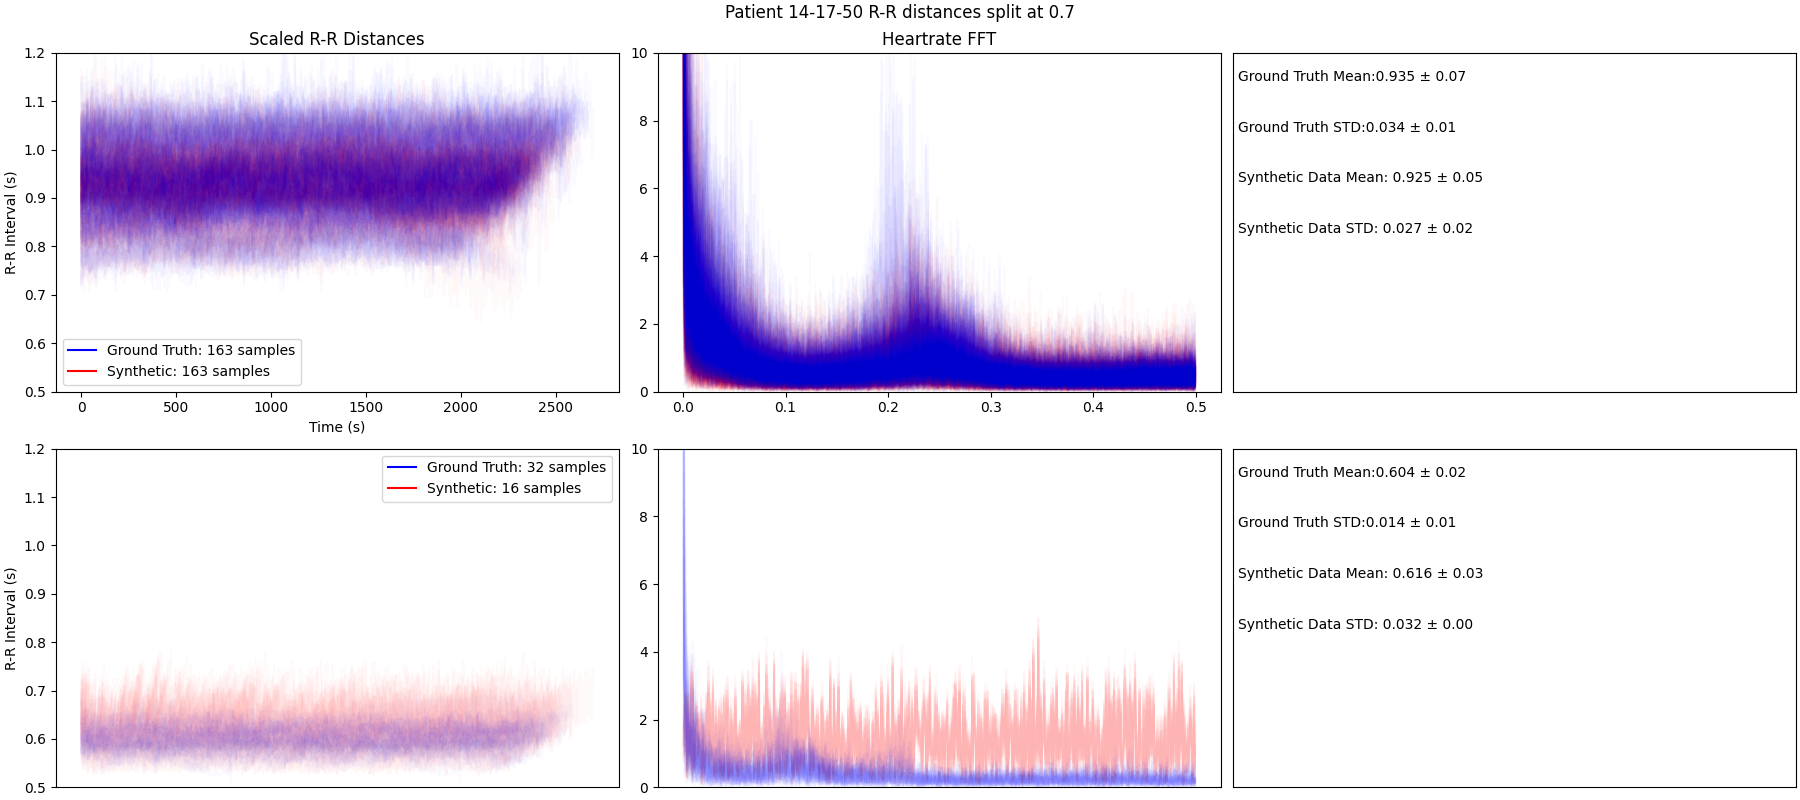 Patient 14-17-50 R-R distances split at 0.7
Scaled R-R Distances
R-R Interval (s)
1.2
1.1
1.0
0.9
0.8
0.7
0.6
0.5
Ground Truth: 163 samples
Synthetic: 163 samples
0 500 1000 1500 2000 2500
Time (s)
Heartrate FFT
10
8
6
4
2
0
0.0 0.1 0.2 0.3 0.4 0.5
Ground Truth Mean:0.935 ± 0.07
Ground Truth STD:0.034 ± 0.01
Synthetic Data Mean: 0.925 ± 0.05
Synthetic Data STD: 0.027 ± 0.02
R-R Interval (s)
1.2
1.1
1.0
0.9
0.8
0.7
0.6
0.5
Ground Truth: 32 samples
Synthetic: 16 samples
10
8
6
4
2
0
Ground Truth Mean:0.604 ± 0.02
Ground Truth STD:0.014 ± 0.01
Synthetic Data Mean: 0.616 ± 0.03
Synthetic Data STD: 0.032 ± 0.00